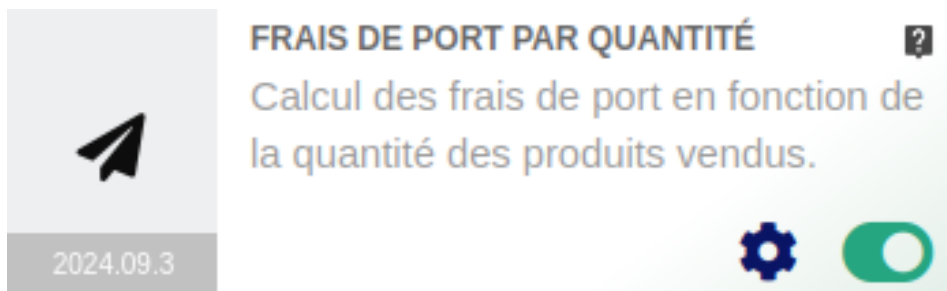 FRAIS DE PORT PAR QUANTITÉ
Calcul des frais de port en fonction de
la quantité des produits vendus.
2024.09.3